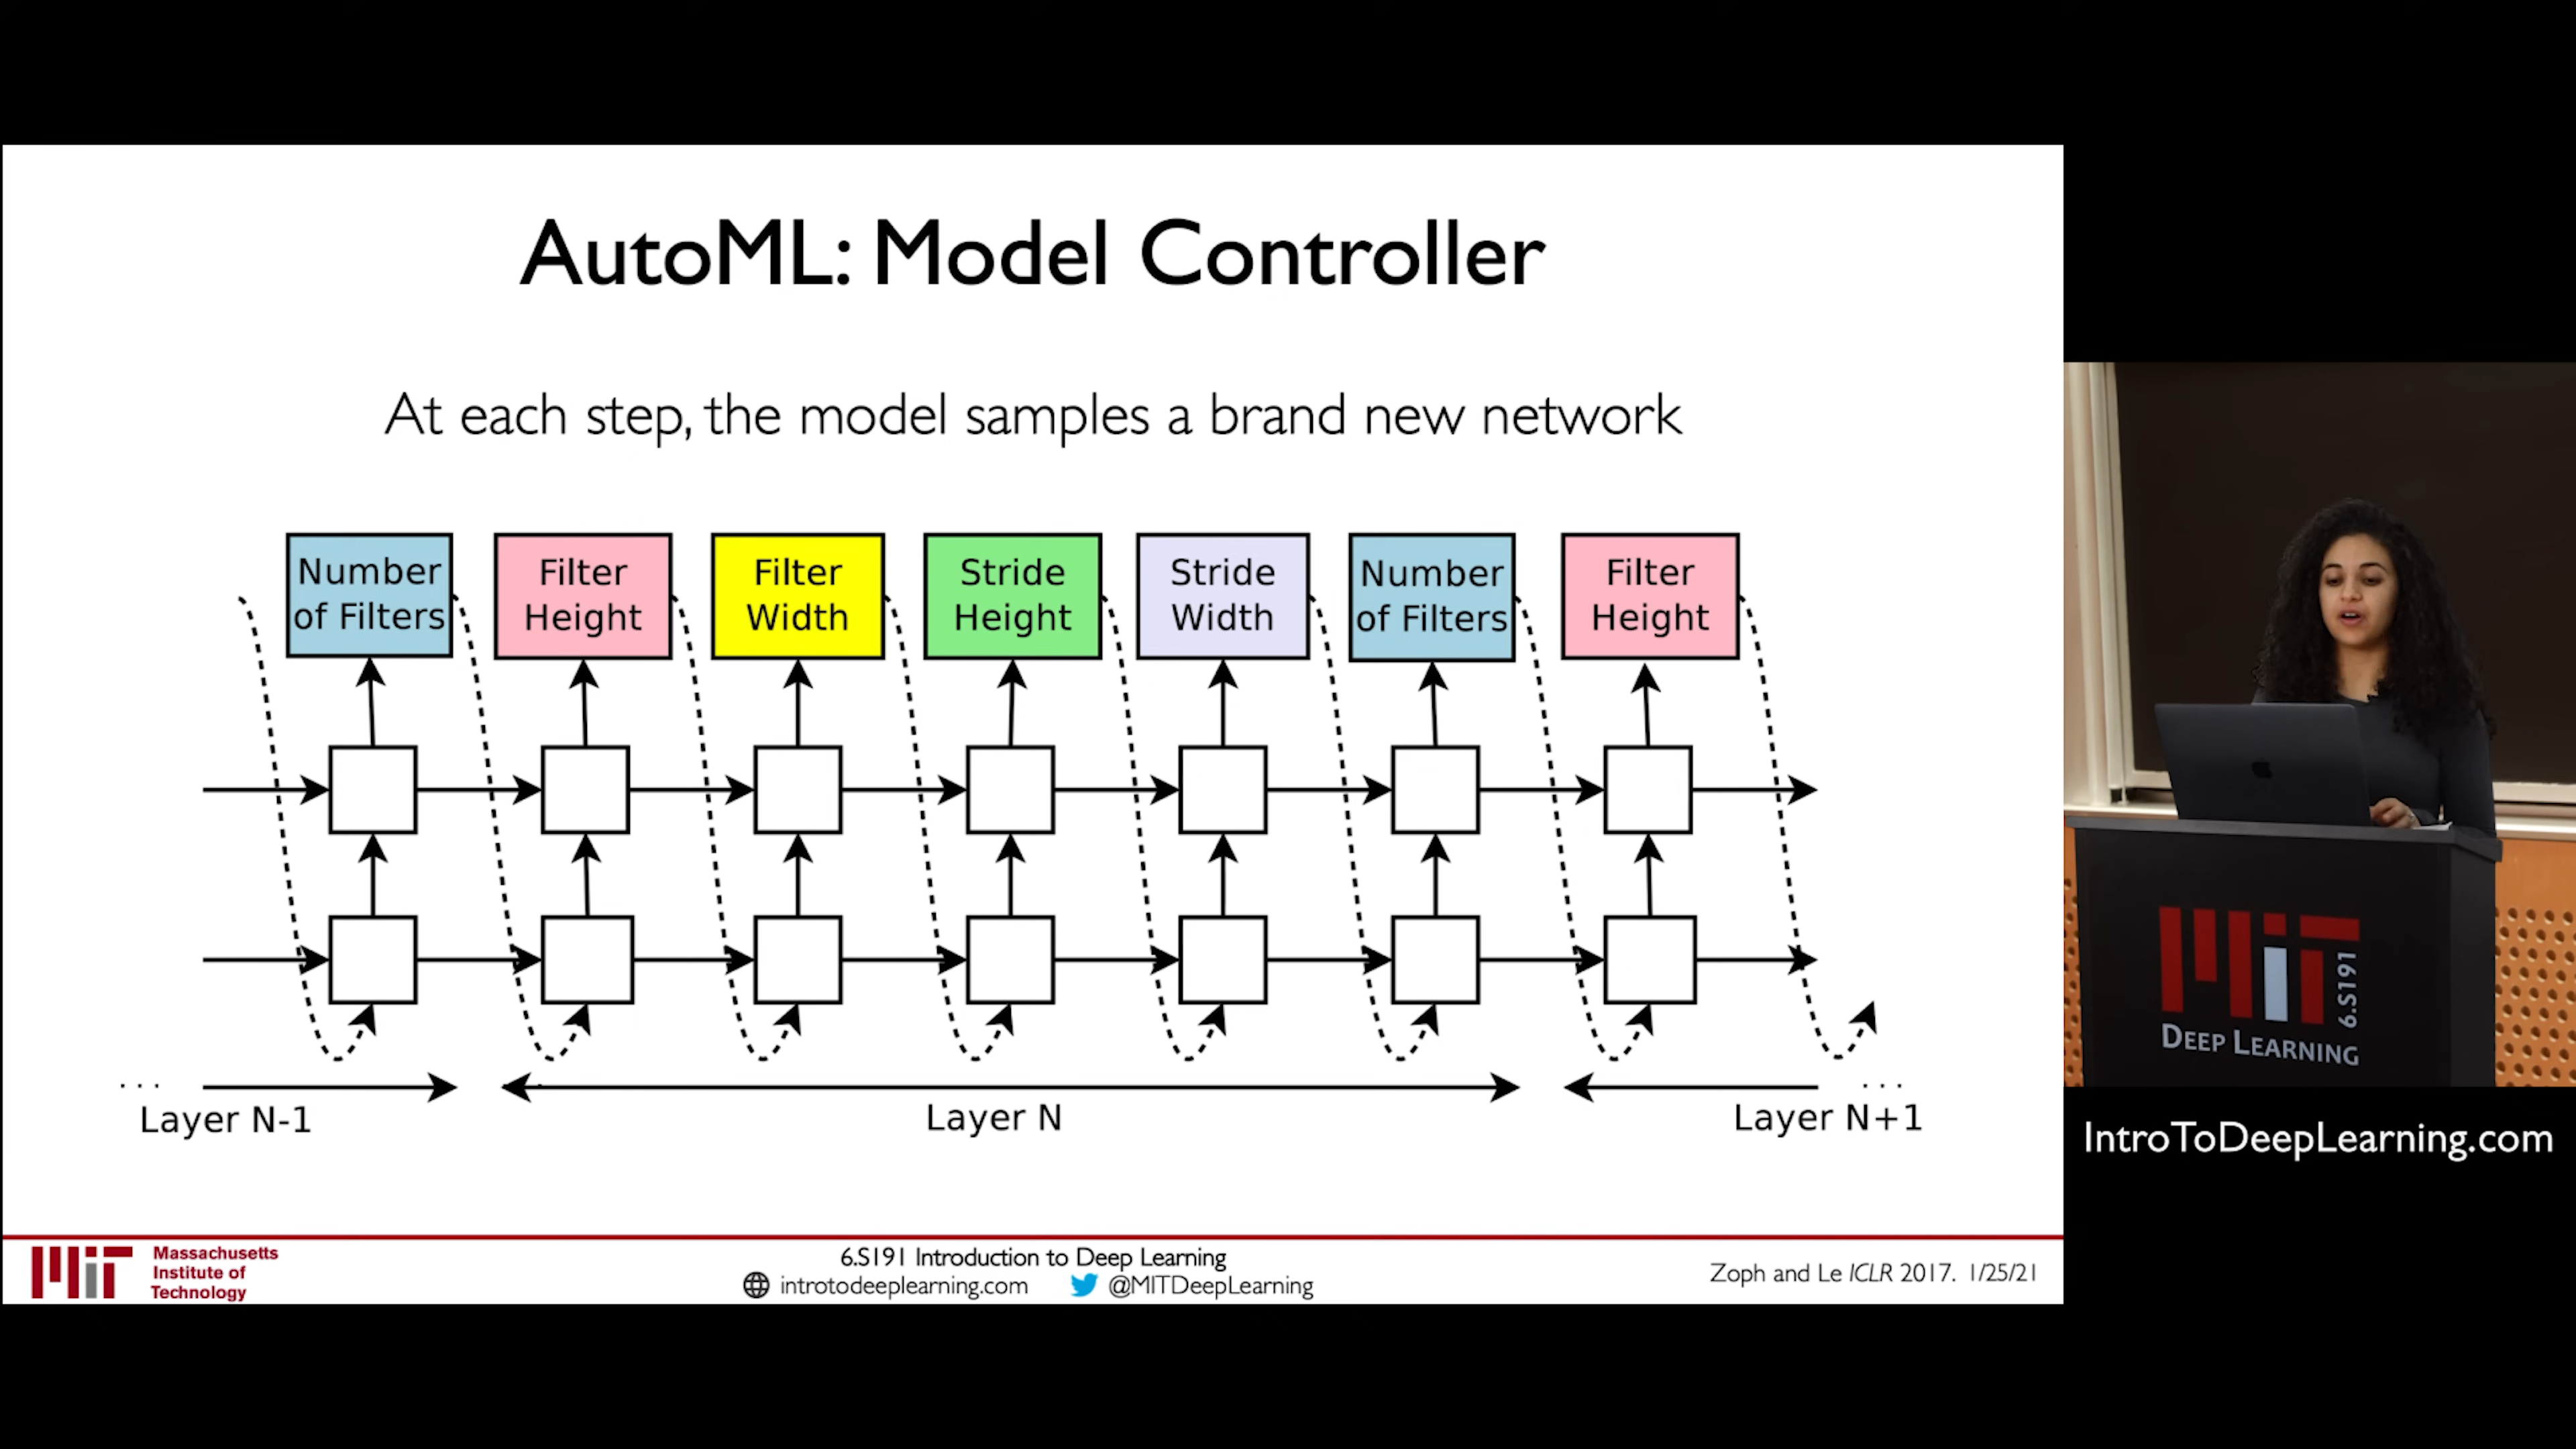 AutoML: Model Controller
At each step, the model samples a brand new network
Number
of Filters
Filter
Height
Filter
Width
Stride
Height
Stride
Width
Number
of Filters
Filter
Height
...
Layer N-1
Layer N
...
Layer N+1
Massachusetts
Institute of
Technology
6.S191 Introduction to Deep Learning
introtodeeplearning.com
@MITDeepLearning
Zoph and Le ICLR 2017. 1/25/21
6.S191
DEEP LEARNING
IntroToDeepLearning.com